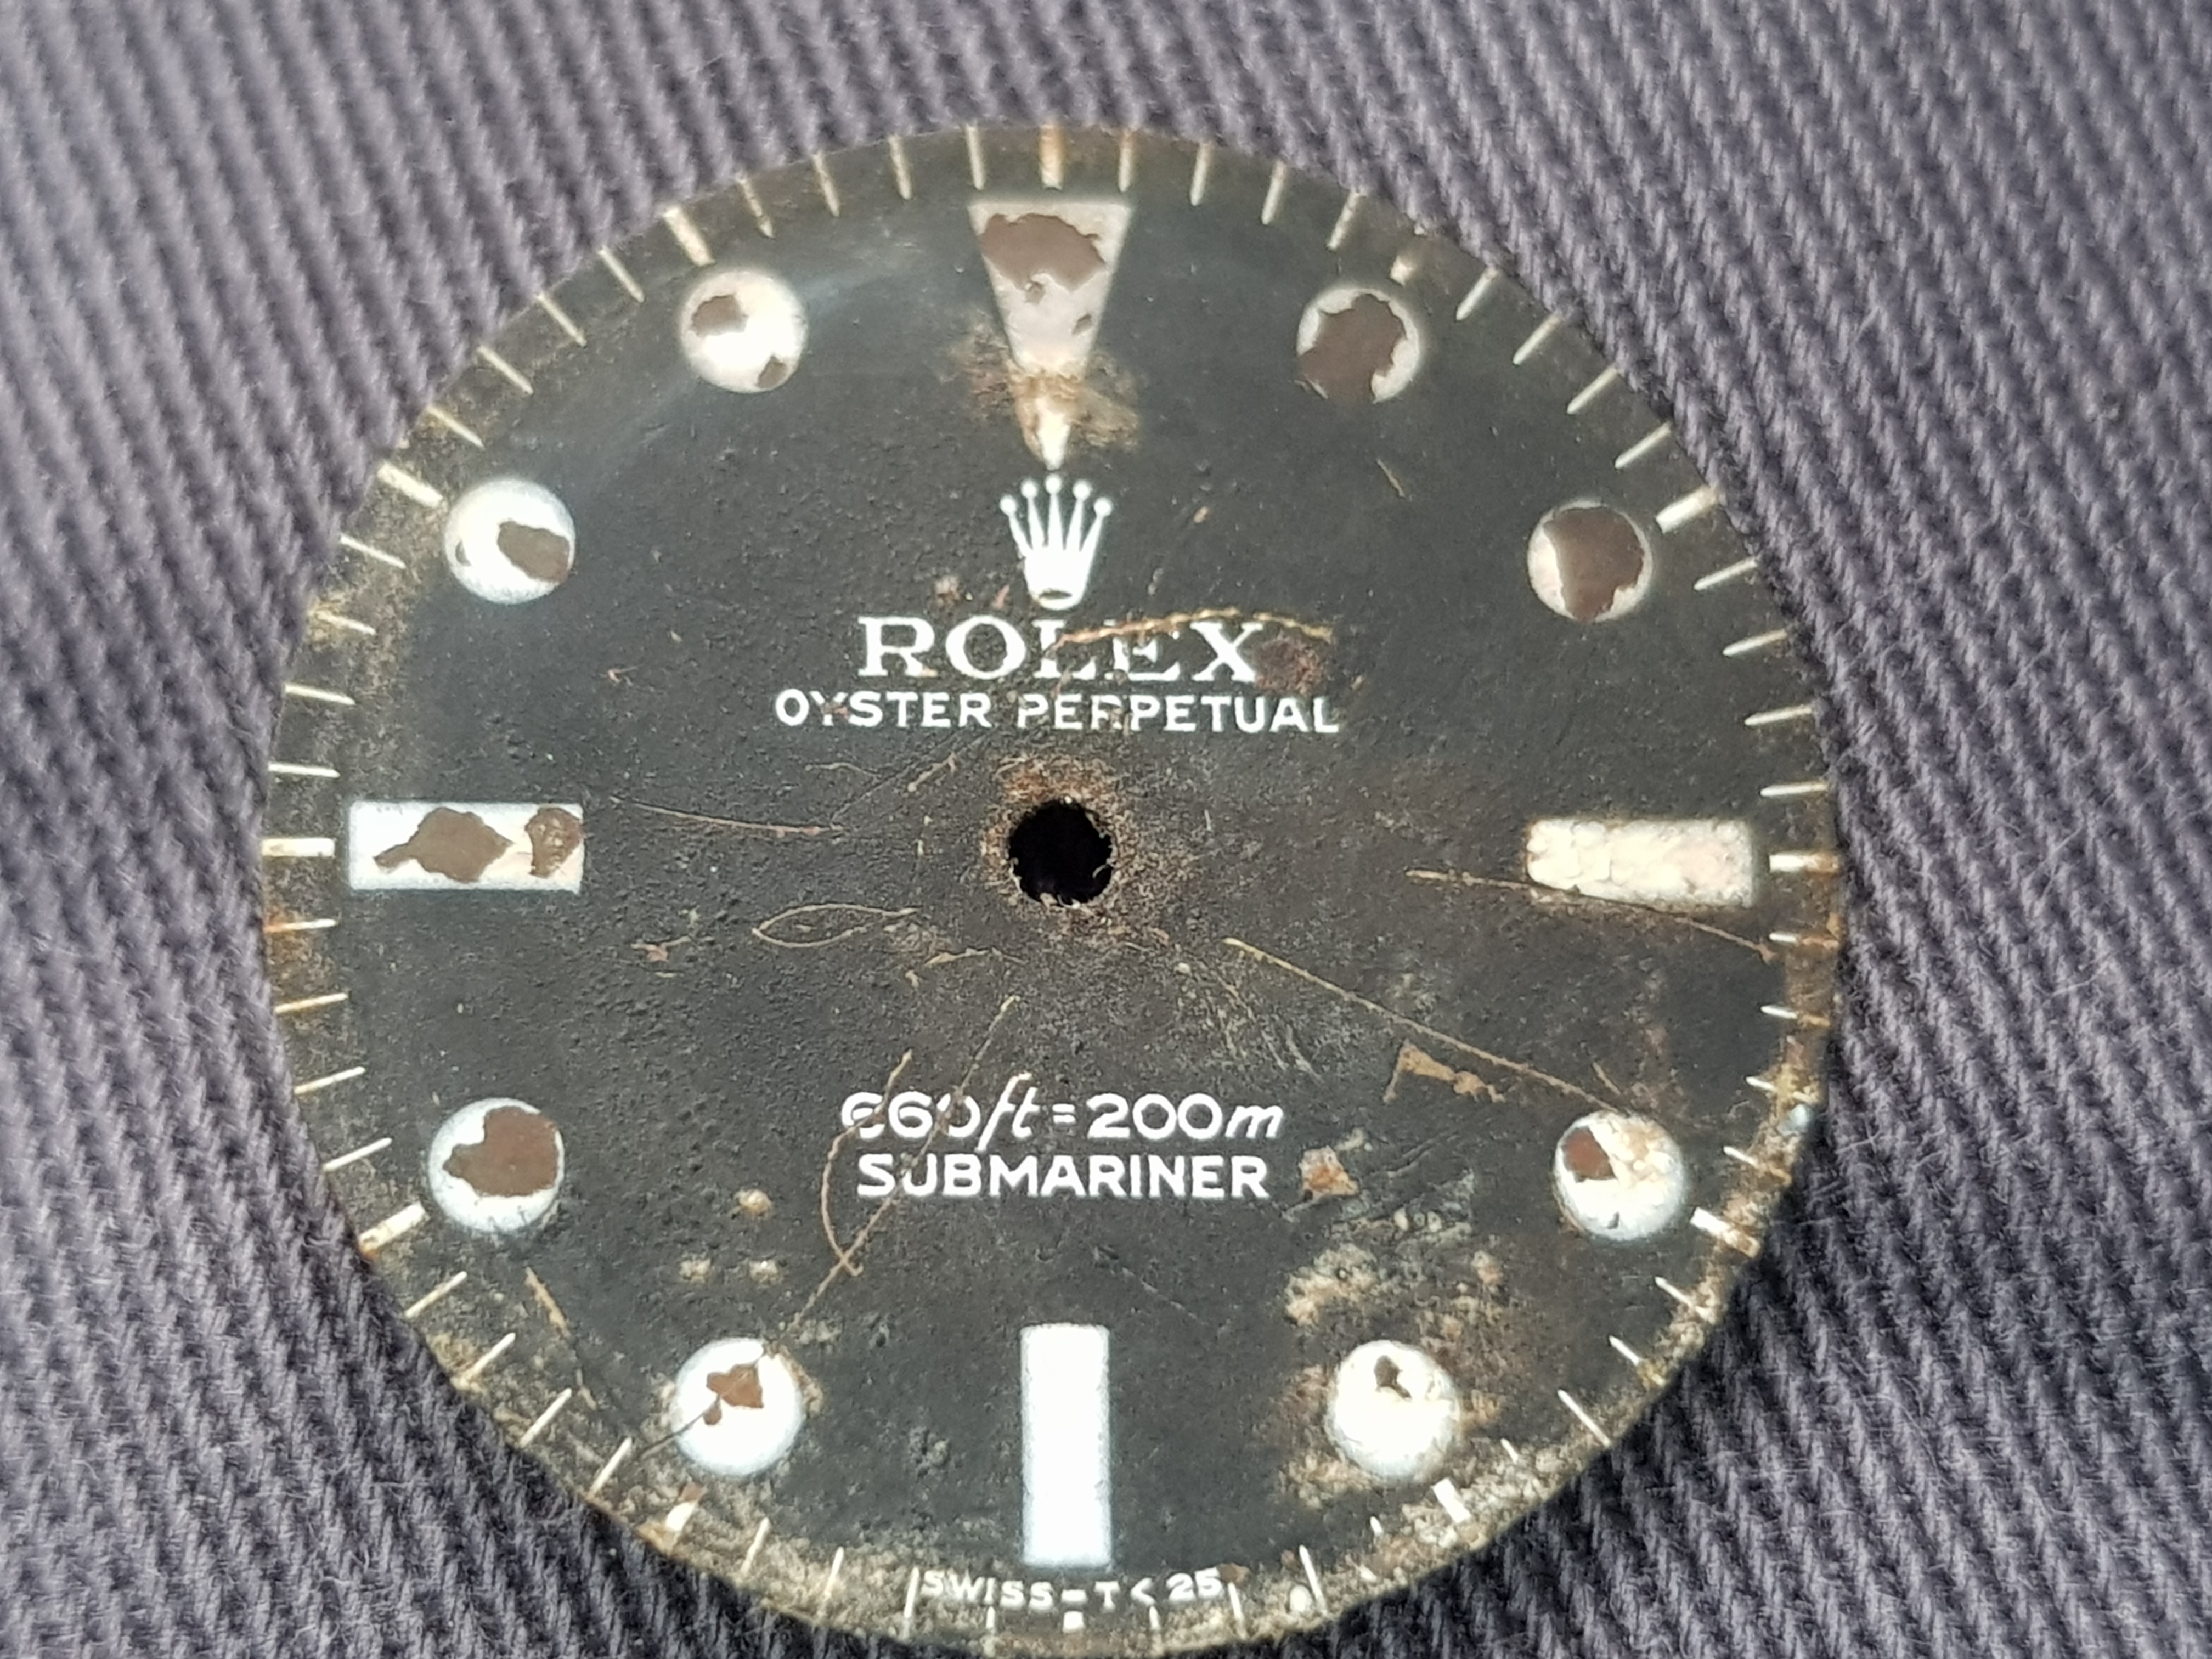 ROLEX
OYSTER PERPETUAL
660ft=200m
SUBMARINER
SWISS-T<25